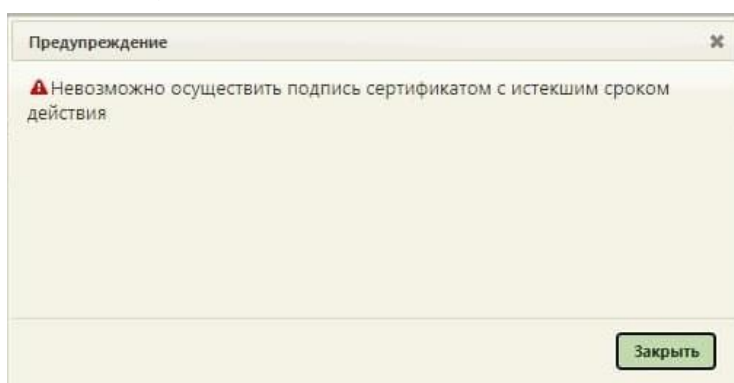 Предупреждение
Невозможно осуществить подпись сертификатом с истекшим сроком
действия
Закрыть